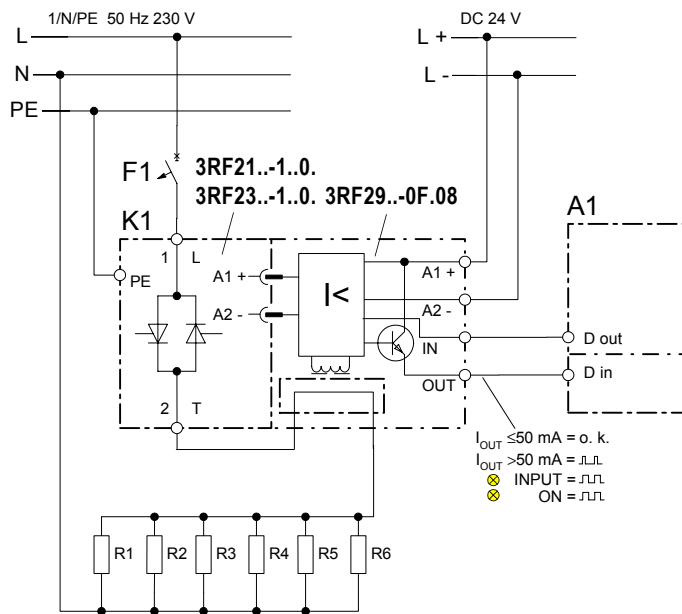 1/N/PE 50 Hz 230 V
DC 24 V
L
L +
N
L -
PE
F1
3RF21..-1..0.
3RF23..-1..0. 3RF29..-0F.08
K1
A1
1 L
PE
A1 +
A1 +
A2 -
I<
A2 -
IN
D out
OUT
D in
2 T
IOUT ≤50 mA = o. k.
IOUT >50 mA =
INPUT =
ON =
R1 R2 R3 R4 R5 R6